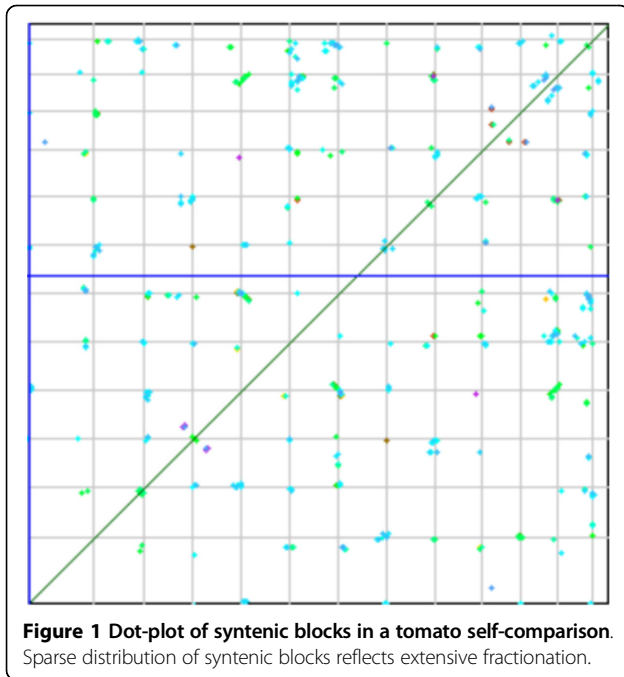 Figure 1 Dot-plot of syntenic blocks in a tomato self-comparison.
Sparse distribution of syntenic blocks reflects extensive fractionation.